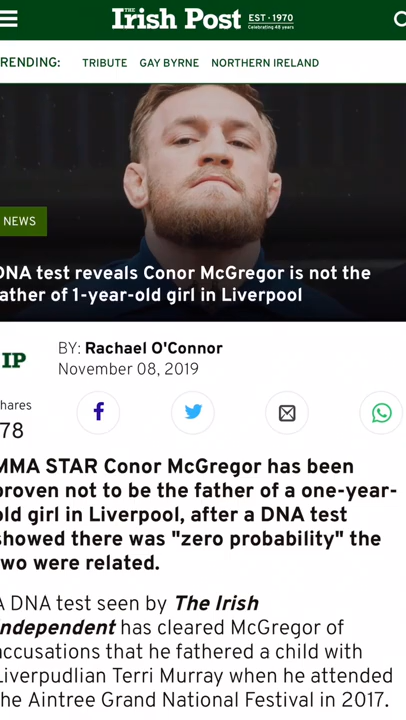 THE
Irish Post
EST · 1970
Celebrating 48 years
RENDING:
TRIBUTE GAY BYRNE NORTHERN IRELAND
NEWS
DNA test reveals Conor McGregor is not the
ather of 1-year-old girl in Liverpool
IP
BY: Rachael O'Connor
November 08, 2019
hares
78
MMA STAR Conor McGregor has been
proven not to be the father of a one-year-
old girl in Liverpool, after a DNA test
showed there was "zero probability" the
two were related.
A DNA test seen by The Irish
Independent has cleared McGregor of
accusations that he fathered a child with
Liverpudlian Terri Murray when he attended
the Aintree Grand National Festival in 2017.